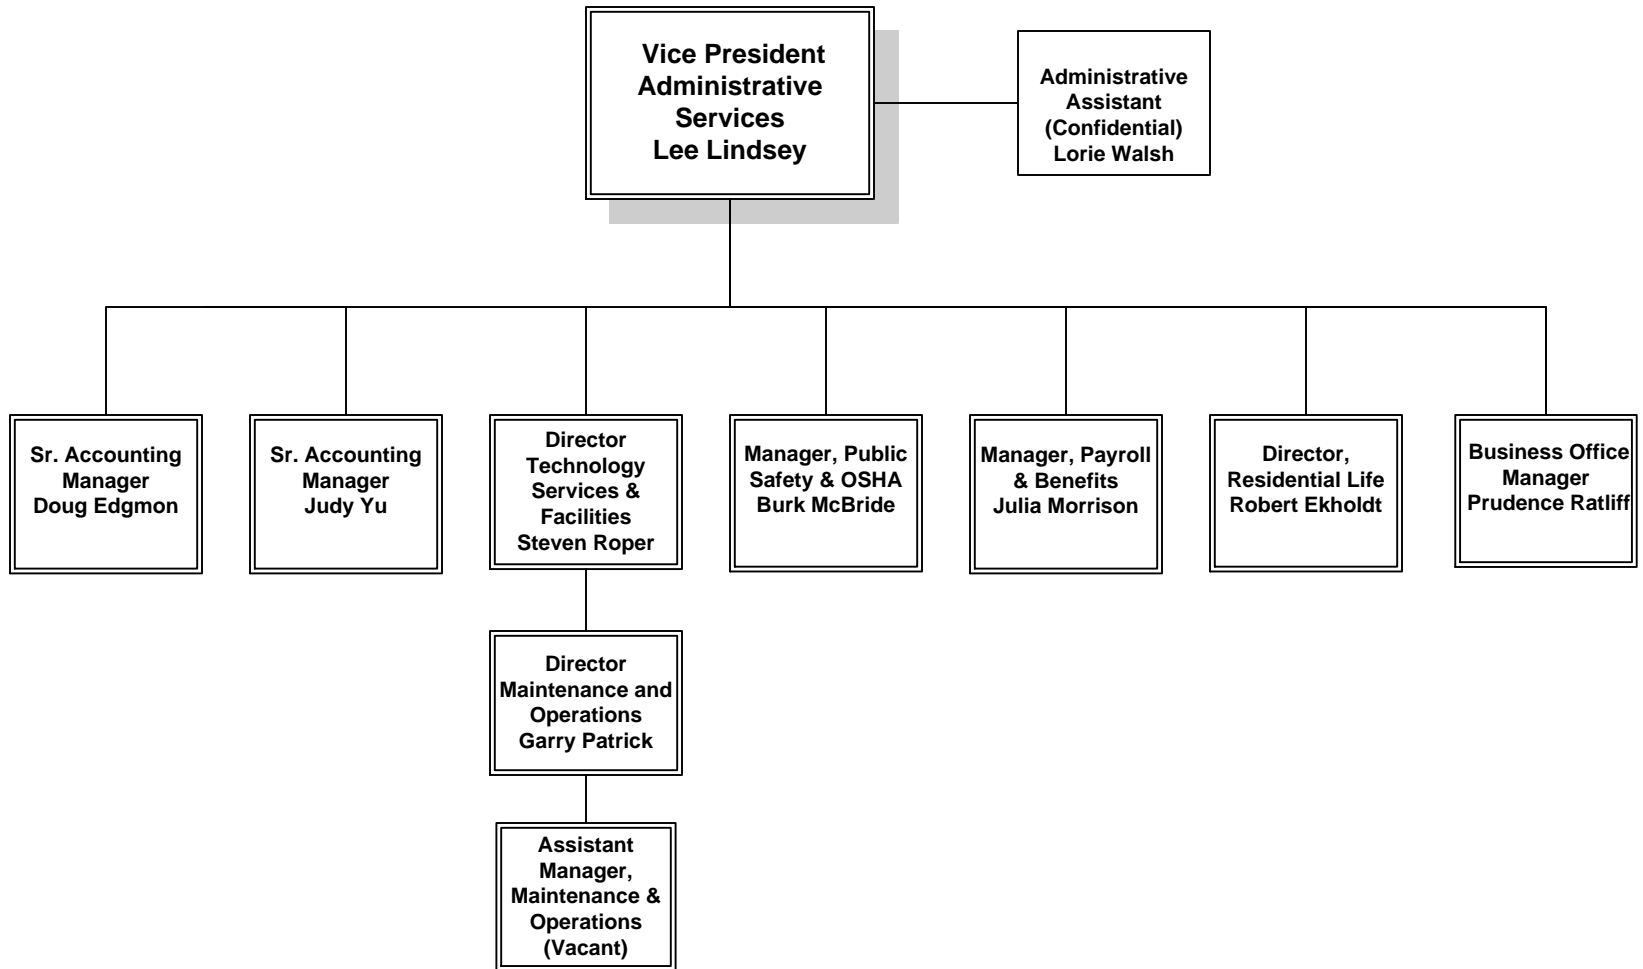 Vice President
Administrative
Services
Lee Lindsey
Administrative
Assistant
(Confidential)
Lorie Walsh
Sr. Accounting
Manager
Doug Edgmon
Sr. Accounting
Manager
Judy Yu
Director
Technology
Services &
Facilities
Steven Roper
Manager, Public
Safety & OSHA
Burk McBride
Manager, Payroll
& Benefits
Julia Morrison
Director,
Residential Life
Robert Ekholdt
Business Office
Manager
Prudence Ratliff
Director
Maintenance and
Operations
Garry Patrick
Assistant
Manager,
Maintenance &
Operations
(Vacant)